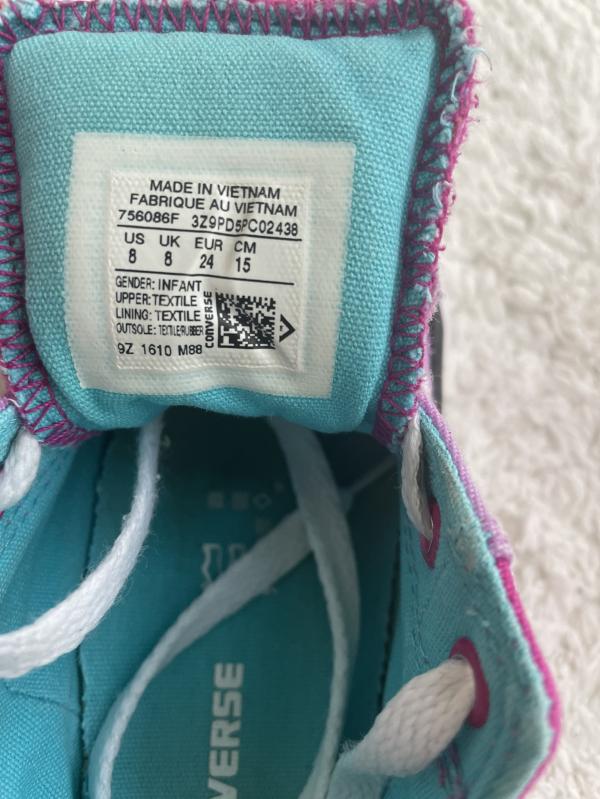 MADE IN VIETNAM
FABRIQUE AU VIETNAM
756086F 3Z9PD5PC02438
US UK EUR CM
8 8 24 15
GENDER: INFANT
UPPER: TEXTILE
LINING: TEXTILE
OUTSOLE: TEXTILE/RUBBER
CONVERSE
9Z 1610 M88
VERSE